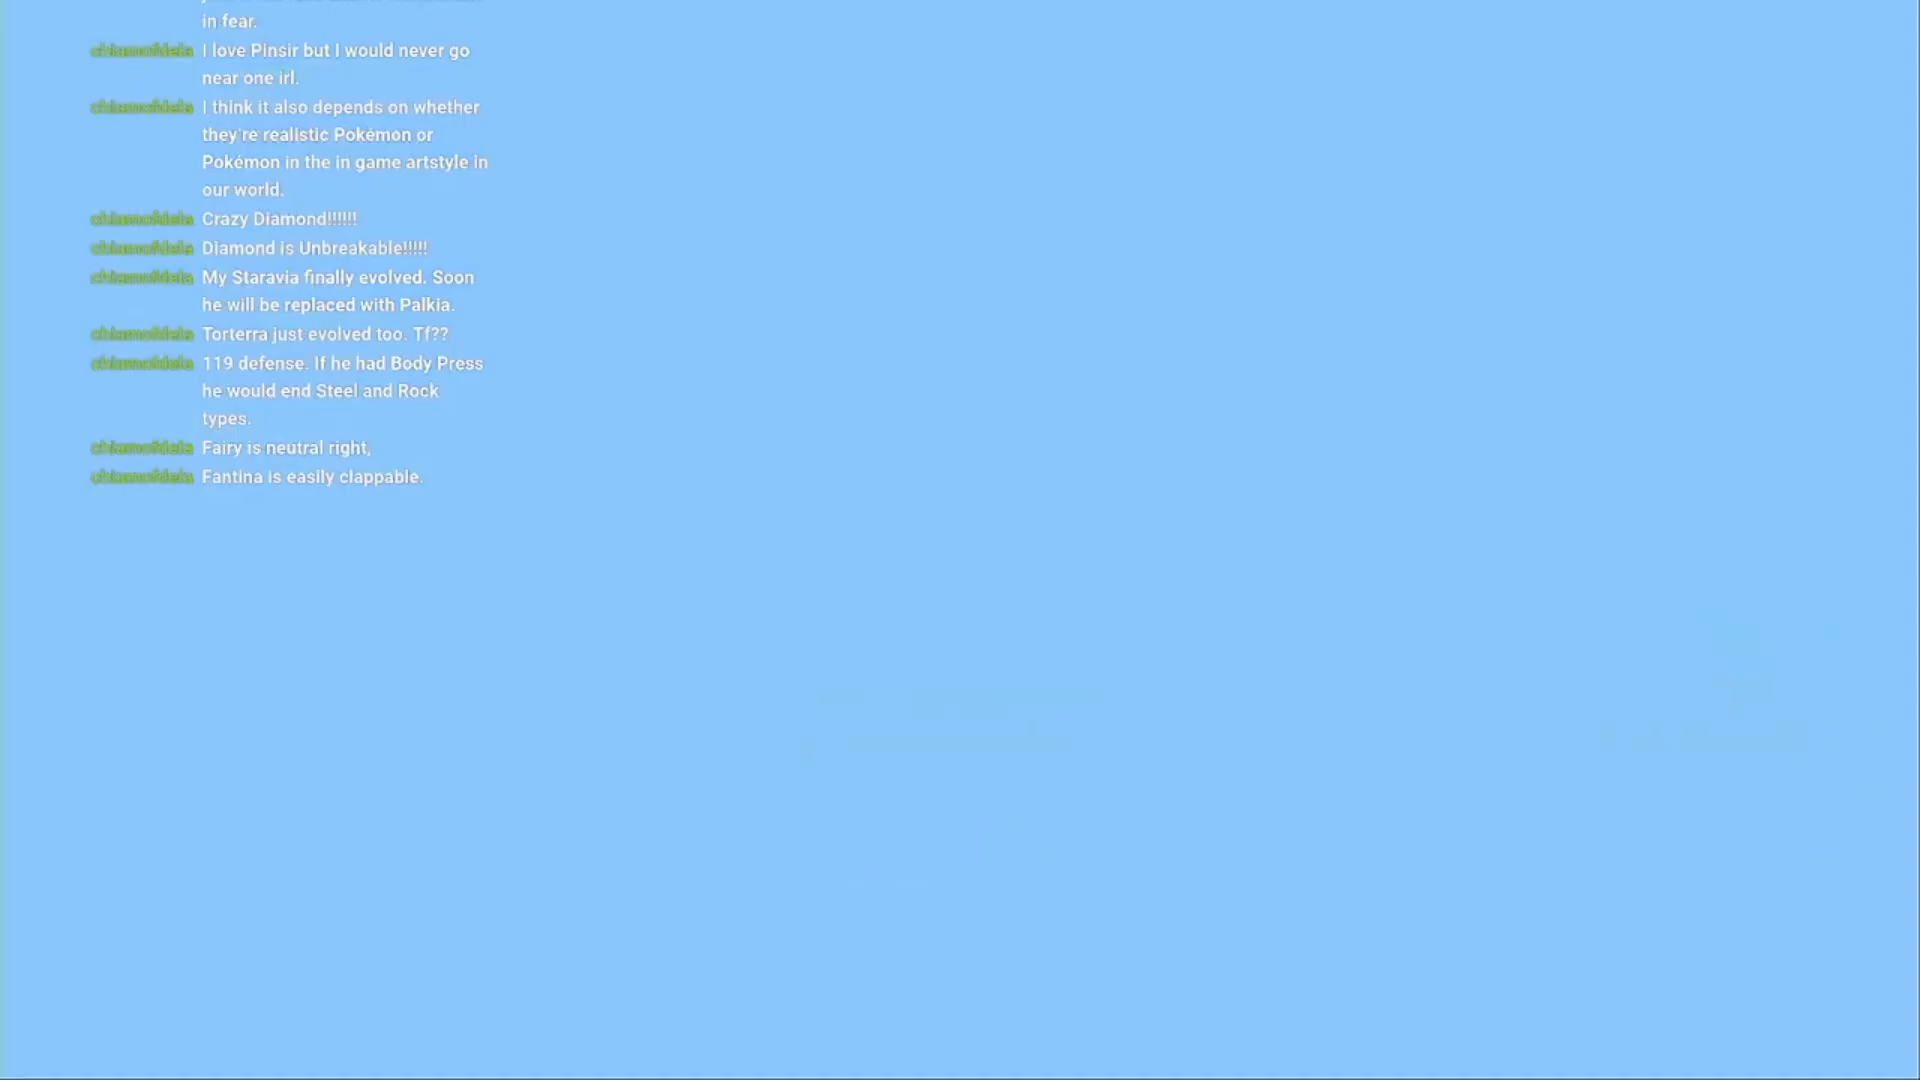 in fear.
I love Pinsir but I would never go
near one irl.
I think it also depends on whether
they're realistic Pokémon or
Pokémon in the in game artstyle in
our world.
Crazy Diamond!!!!!!
Diamond is Unbreakable!!!!!
My Staravia finally evolved. Soon
he will be replaced with Palkia.
Torterra just evolved too. Tf??
119 defense. If he had Body Press
he would end Steel and Rock
types.
Fairy is neutral right,
Fantina is easily clappable.